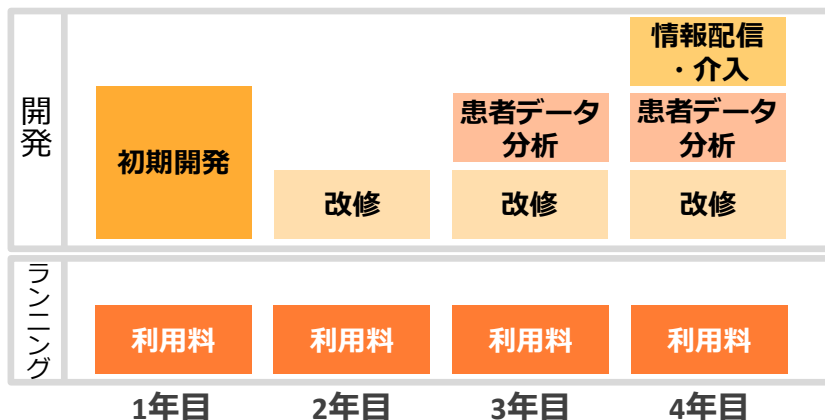 開発
初期開発
改修
患者データ
分析
改修
情報配信
・介入
患者データ
分析
改修
ランニング
利用料
利用料
利用料
利用料
1年目
2年目
3年目
4年目